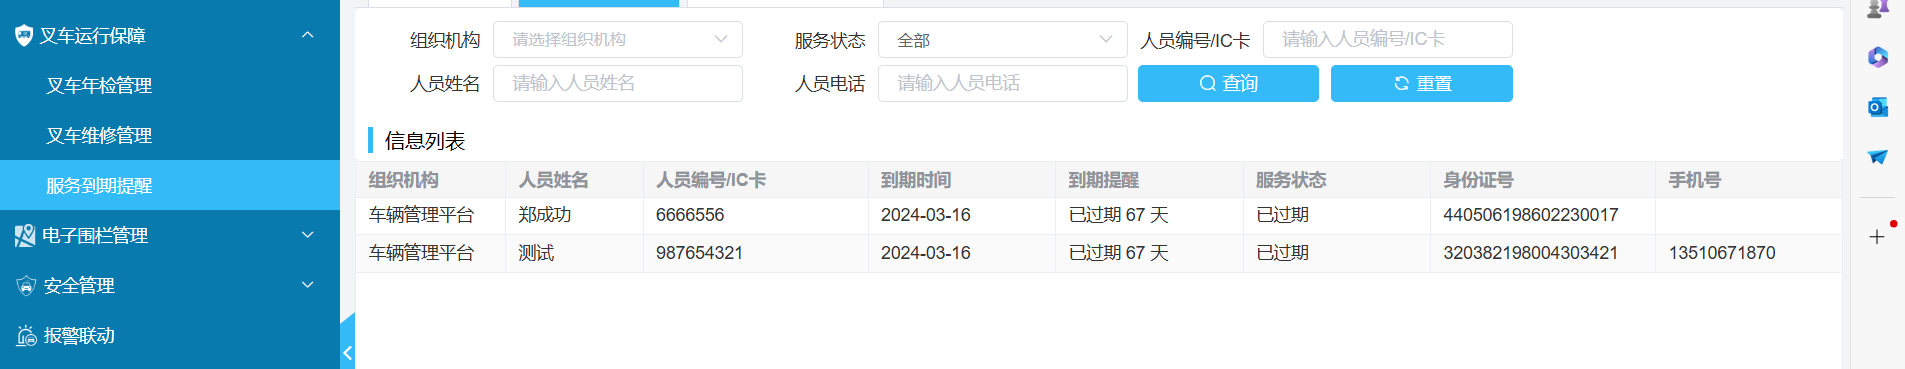 叉车运行保障
叉车年检管理
叉车维修管理
服务到期提醒
电子围栏管理
安全管理
报警联动
组织机构 请选择组织机构 服务状态 全部 人员编号/IC卡 请输入人员编号/IC卡
人员姓名 请输入人员姓名 人员电话 请输入人员电话 查询 重置
信息列表
组织机构 人员姓名 人员编号/IC卡 到期时间 到期提醒 服务状态 身份证号 手机号
车辆管理平台 郑成功 6666556 2024-03-16 已过期 67 天 已过期 440506198602230017
车辆管理平台 测试 987654321 2024-03-16 已过期 67 天 已过期 320382198004303421 13510671870